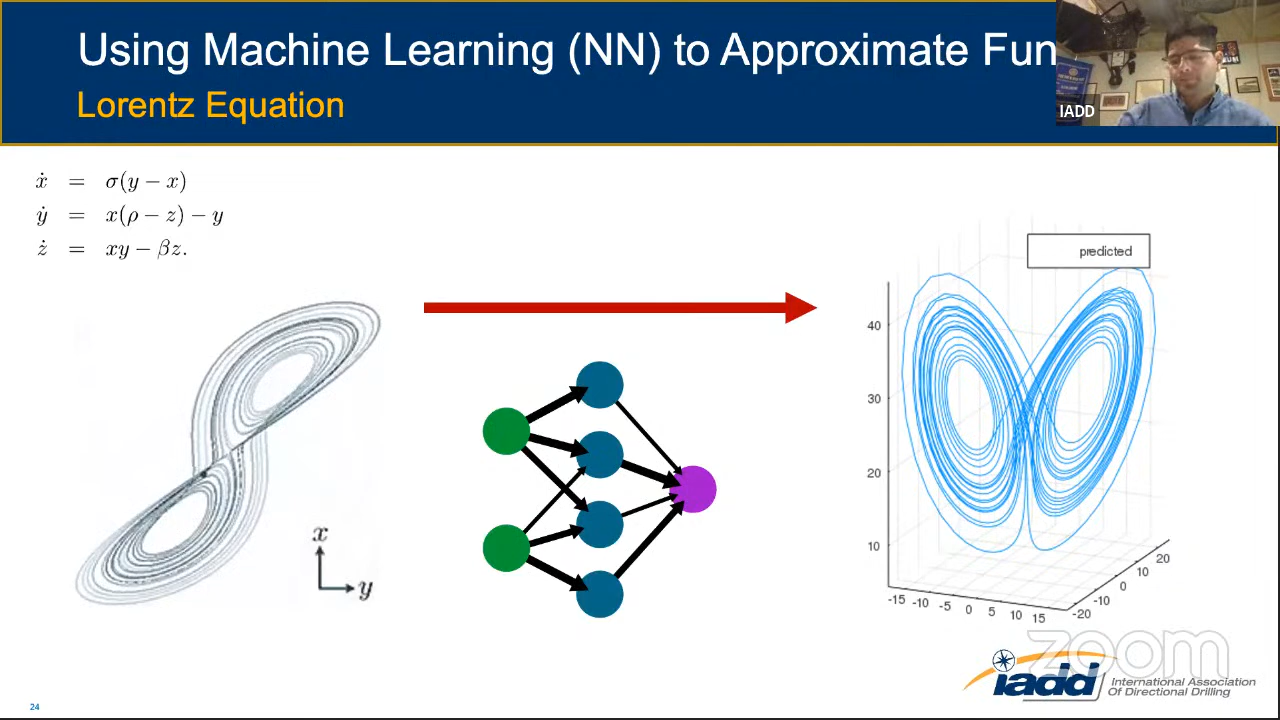 Using Machine Learning (NN) to Approximate Fun
Lorentz Equation
IADD
ẋ = σ(y − x)
ẏ = x(ρ − z) − y
ż = xy − βz.
predicted
40
30
20
10
-15 -10 -5 0 5 10 15
-20 -10 0 10 20
x
y
zoom
iadd International Association
Of Directional Drilling
24